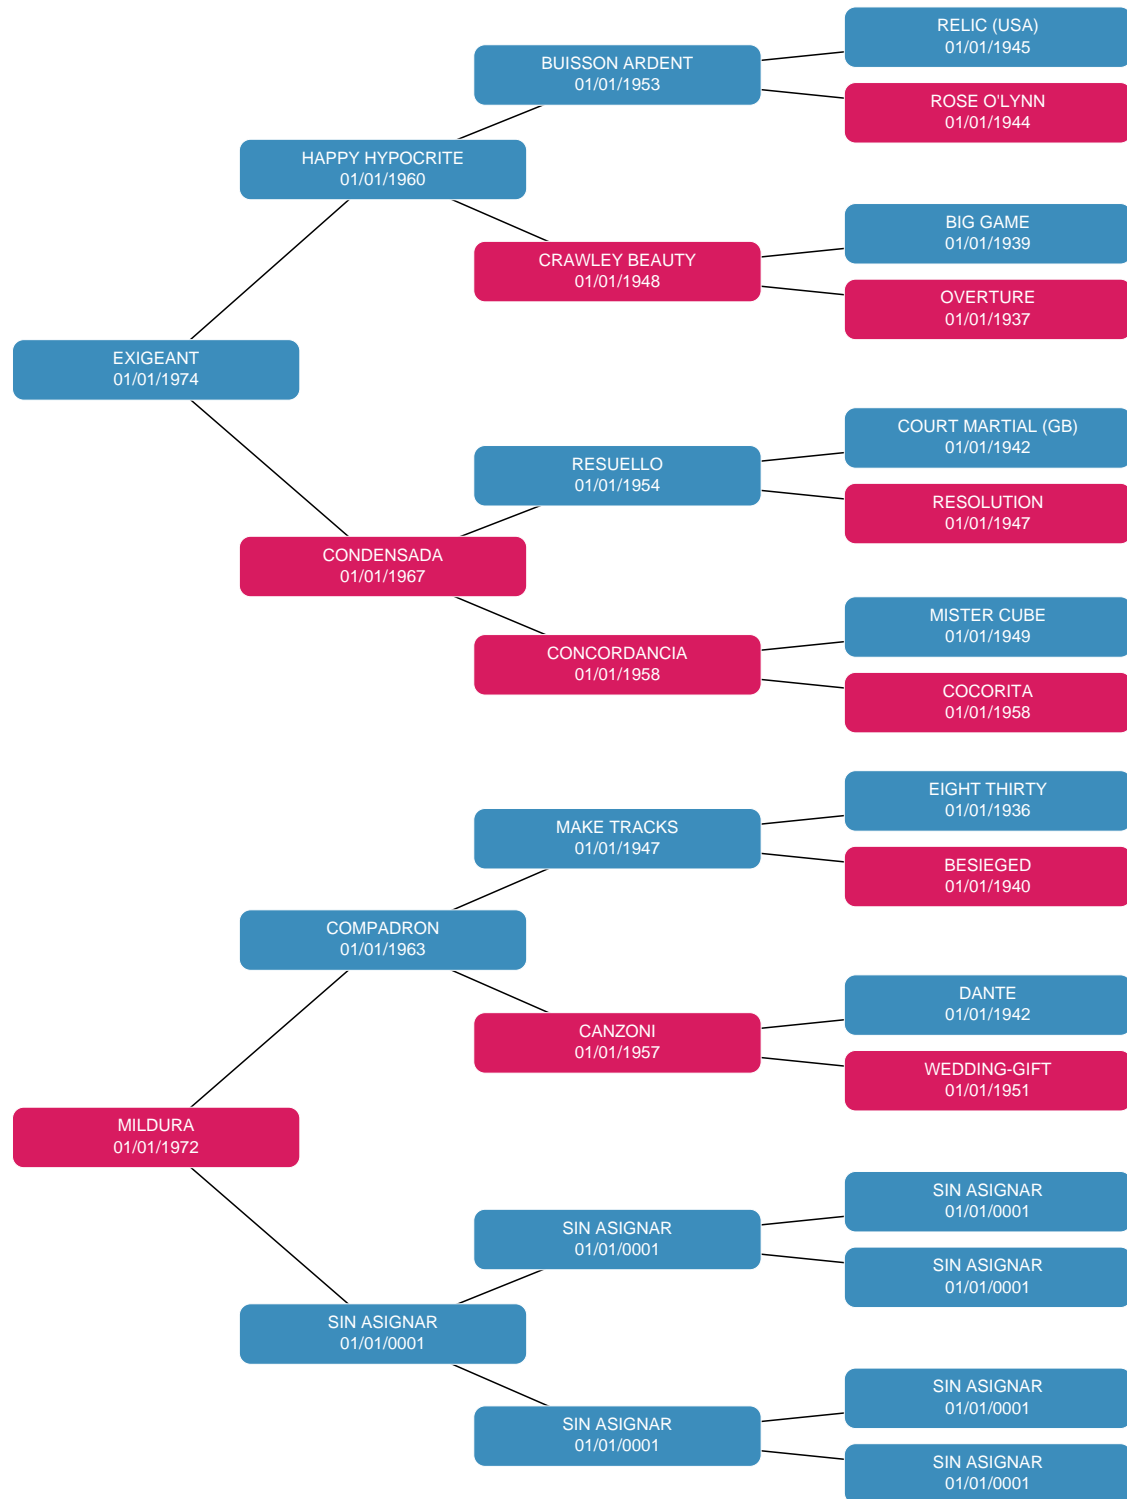 RELIC (USA)
01/01/1945
BUISSON ARDENT
01/01/1953
ROSE O'LYNN
01/01/1944
HAPPY HYPOCRITE
01/01/1960
BIG GAME
01/01/1939
CRAWLEY BEAUTY
01/01/1948
OVERTURE
01/01/1937
EXIGEANT
01/01/1974
COURT MARTIAL (GB)
01/01/1942
RESUELLO
01/01/1954
RESOLUTION
01/01/1947
CONDENSADA
01/01/1967
MISTER CUBE
01/01/1949
CONCORDANCIA
01/01/1958
COCORITA
01/01/1958
EIGHT THIRTY
01/01/1936
MAKE TRACKS
01/01/1947
BESIEGED
01/01/1940
COMPADRON
01/01/1963
DANTE
01/01/1942
CANZONI
01/01/1957
WEDDING-GIFT
01/01/1951
MILDURA
01/01/1972
SIN ASIGNAR
01/01/0001
SIN ASIGNAR
01/01/0001
SIN ASIGNAR
01/01/0001
SIN ASIGNAR
01/01/0001
SIN ASIGNAR
01/01/0001
SIN ASIGNAR
01/01/0001
SIN ASIGNAR
01/01/0001